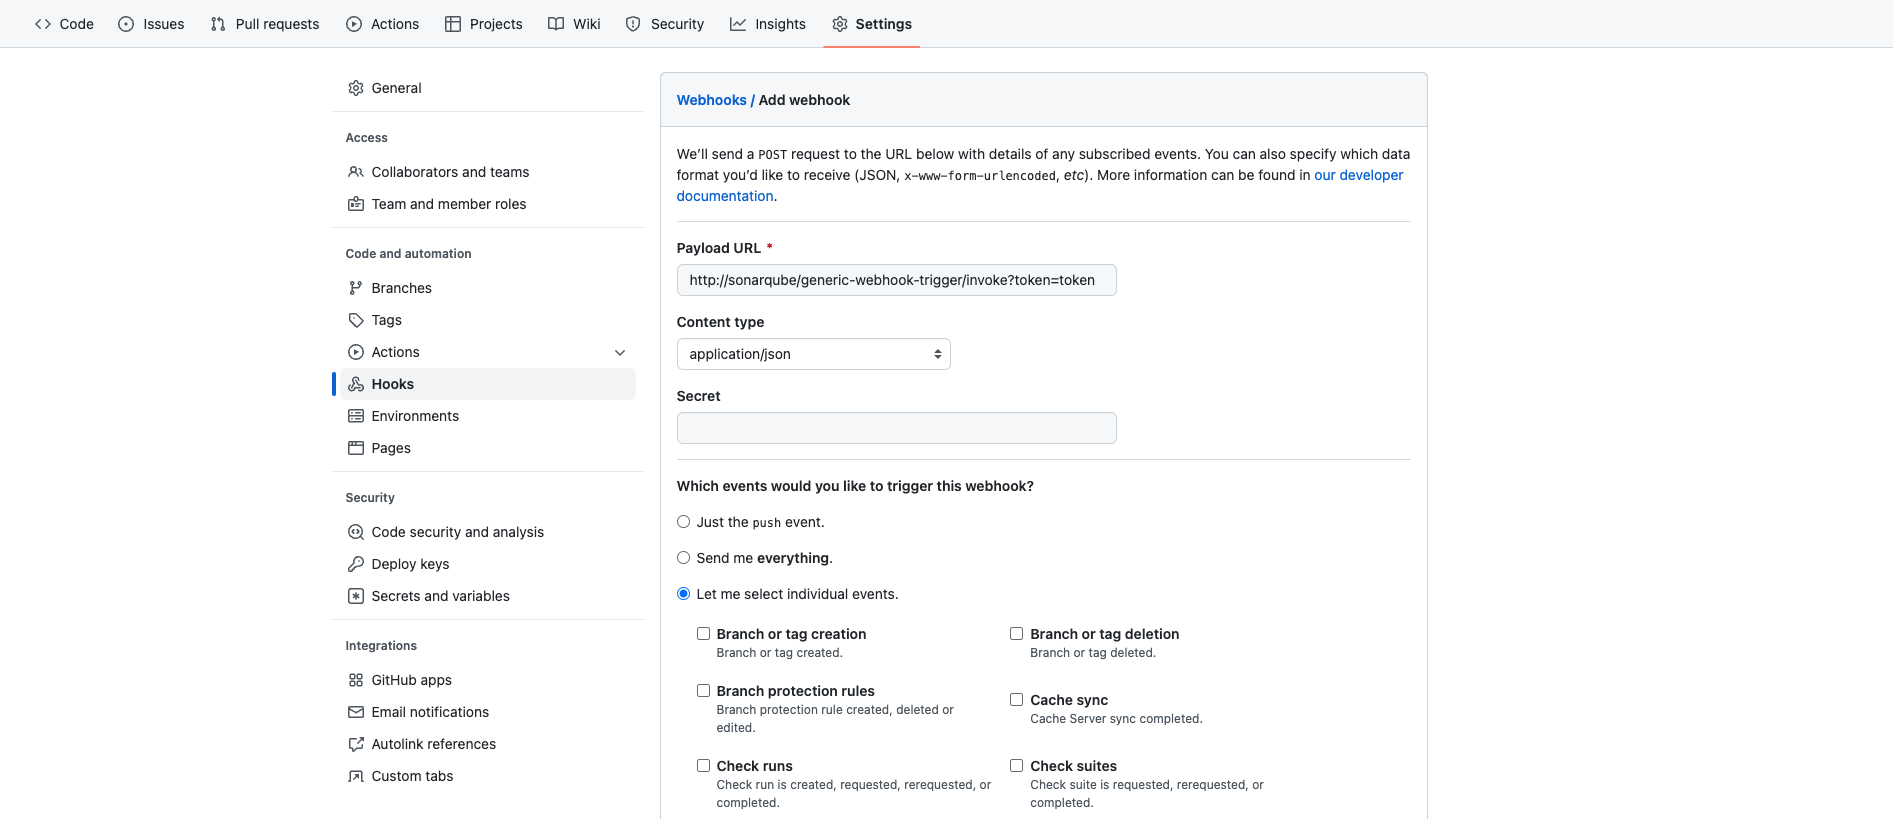 Code Issues Pull requests Actions Projects Wiki Security Insights Settings
General
Access
Collaborators and teams
Team and member roles
Code and automation
Branches
Tags
Actions
Hooks
Environments
Pages
Security
Code security and analysis
Deploy keys
Secrets and variables
Integrations
GitHub apps
Email notifications
Autolink references
Custom tabs
Webhooks / Add webhook
We’ll send a POST request to the URL below with details of any subscribed events. You can also specify which data
format you’d like to receive (JSON, x-www-form-urlencoded, etc). More information can be found in our developer
documentation.
Payload URL *
http://sonarqube/generic-webhook-trigger/invoke?token=token
Content type
application/json
Secret
Which events would you like to trigger this webhook?
Just the push event.
Send me everything.
Let me select individual events.
Branch or tag creation
Branch or tag created.
Branch or tag deletion
Branch or tag deleted.
Branch protection rules
Branch protection rule created, deleted or
edited.
Cache sync
Cache Server sync completed.
Check runs
Check run is created, requested, rerequested, or
completed.
Check suites
Check suite is requested, rerequested, or
completed.